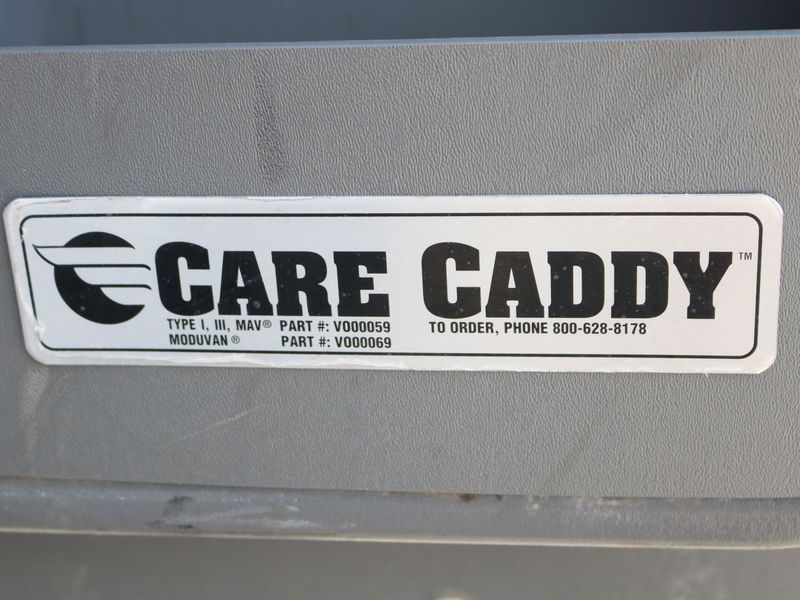 CARE CADDY™
TYPE I, III, MAV® PART #: V000059
MODUVAN® PART #: V000069
TO ORDER, PHONE 800-628-8178